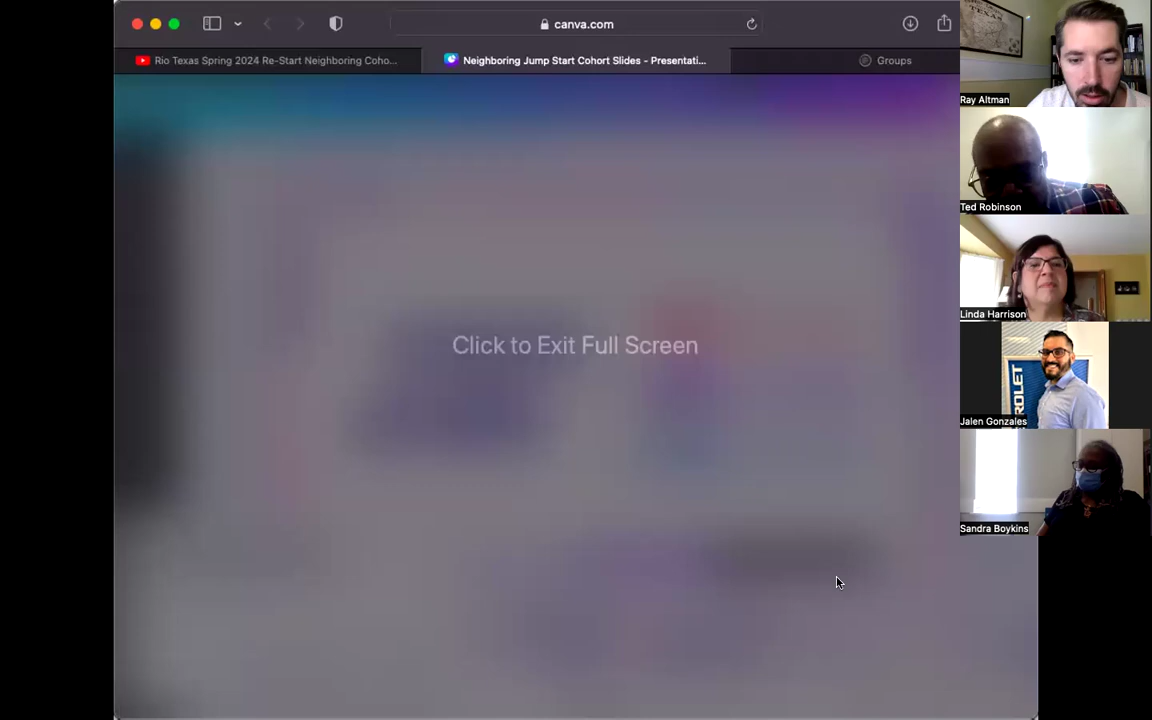 canva.com
Rio Texas Spring 2024 Re-Start Neighboring Coho...
Neighboring Jump Start Cohort Slides - Presentati...
Groups
Click to Exit Full Screen
TEXAS
Ray Altman
Ted Robinson
Linda Harrison
ROLET
Jalen Gonzales
Sandra Boykins